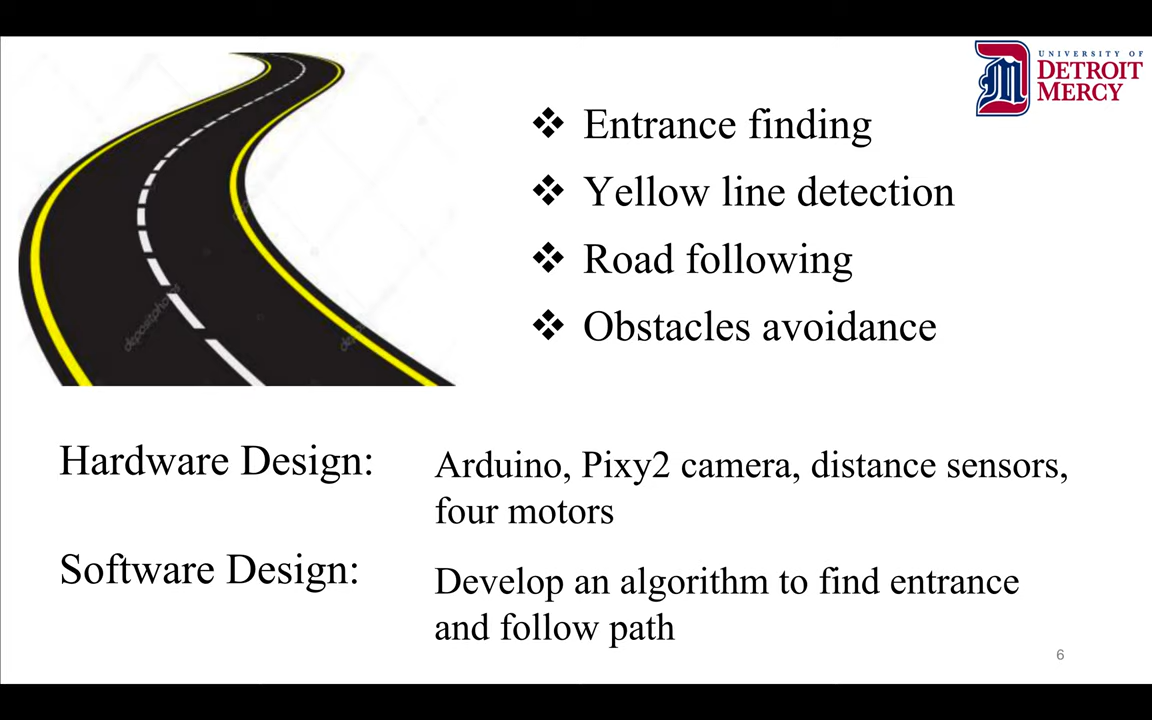 UNIVERSITY OF
DETROIT
MERCY
❖ Entrance finding
❖ Yellow line detection
❖ Road following
❖ Obstacles avoidance
depositphotos
Hardware Design:
Arduino, Pixy2 camera, distance sensors,
four motors
Software Design:
Develop an algorithm to find entrance
and follow path
6